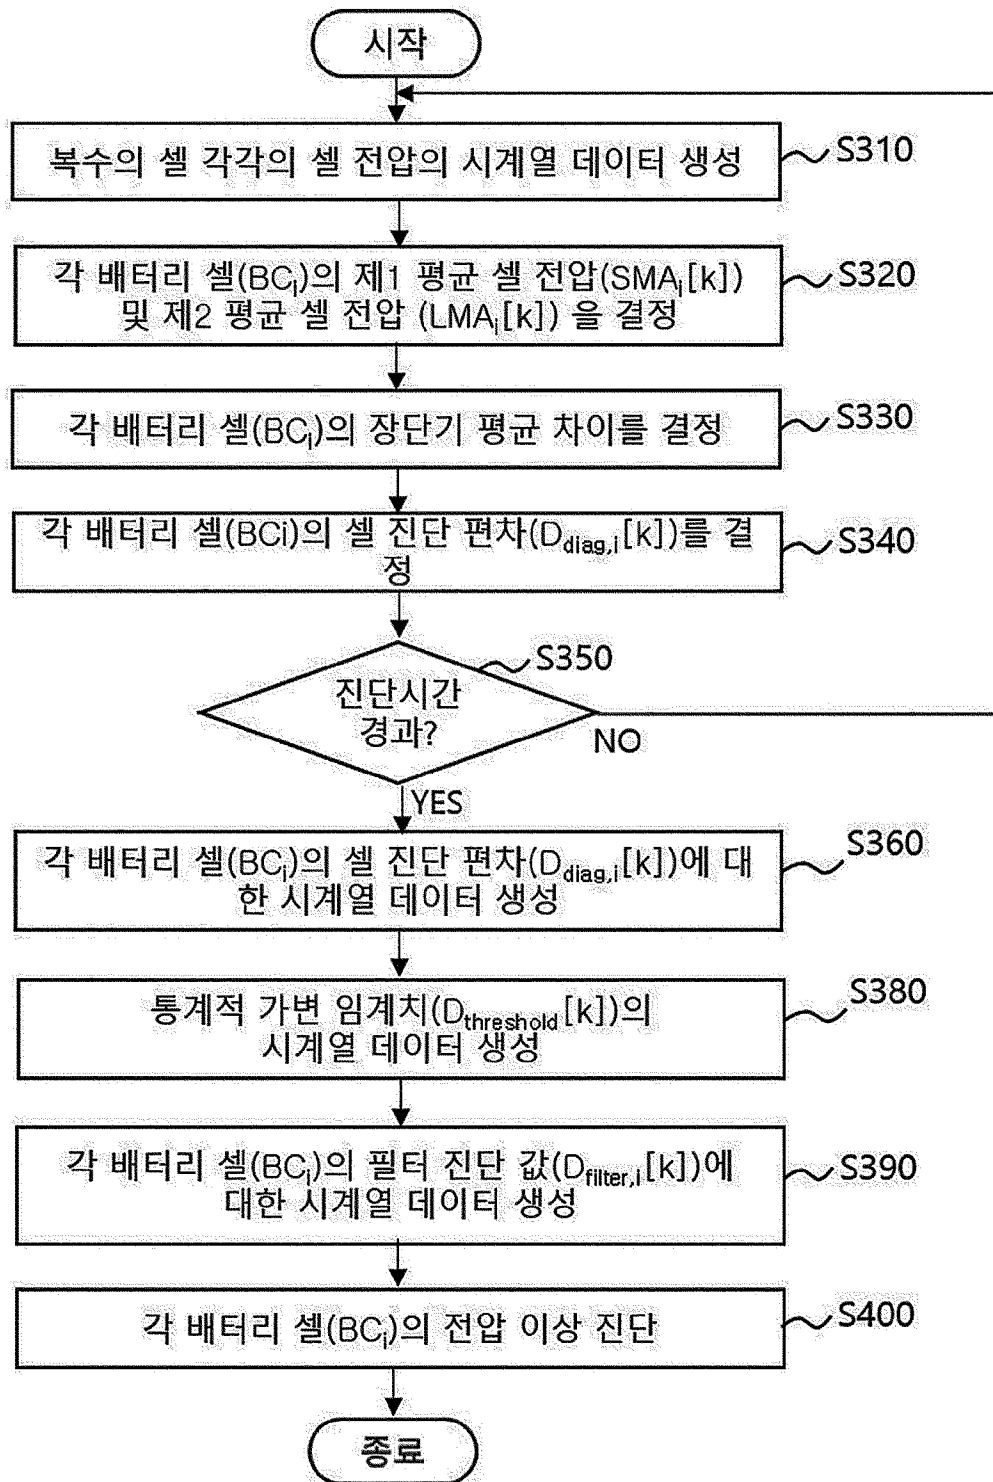 시작
복수의 셀 각각의 셀 전압의 시계열 데이터 생성
S310
각 배터리 셀(BCi)의 제1 평균 셀 전압(SMAi[k])
및 제2 평균 셀 전압 (LMAi[k]) 을 결정
S320
각 배터리 셀(BCi)의 장단기 평균 차이를 결정
S330
각 배터리 셀(BCi)의 셀 진단 편차(Ddiag,i[k])를 결
정
S340
S350
진단시간
경과?
NO
YES
각 배터리 셀(BCi)의 셀 진단 편차(Ddiag,i[k])에 대
한 시계열 데이터 생성
S360
통계적 가변 임계치(Dthreshold[k])의
시계열 데이터 생성
S380
각 배터리 셀(BCi)의 필터 진단 값(Dfilter,i[k])에
대한 시계열 데이터 생성
S390
각 배터리 셀(BCi)의 전압 이상 진단
S400
종료